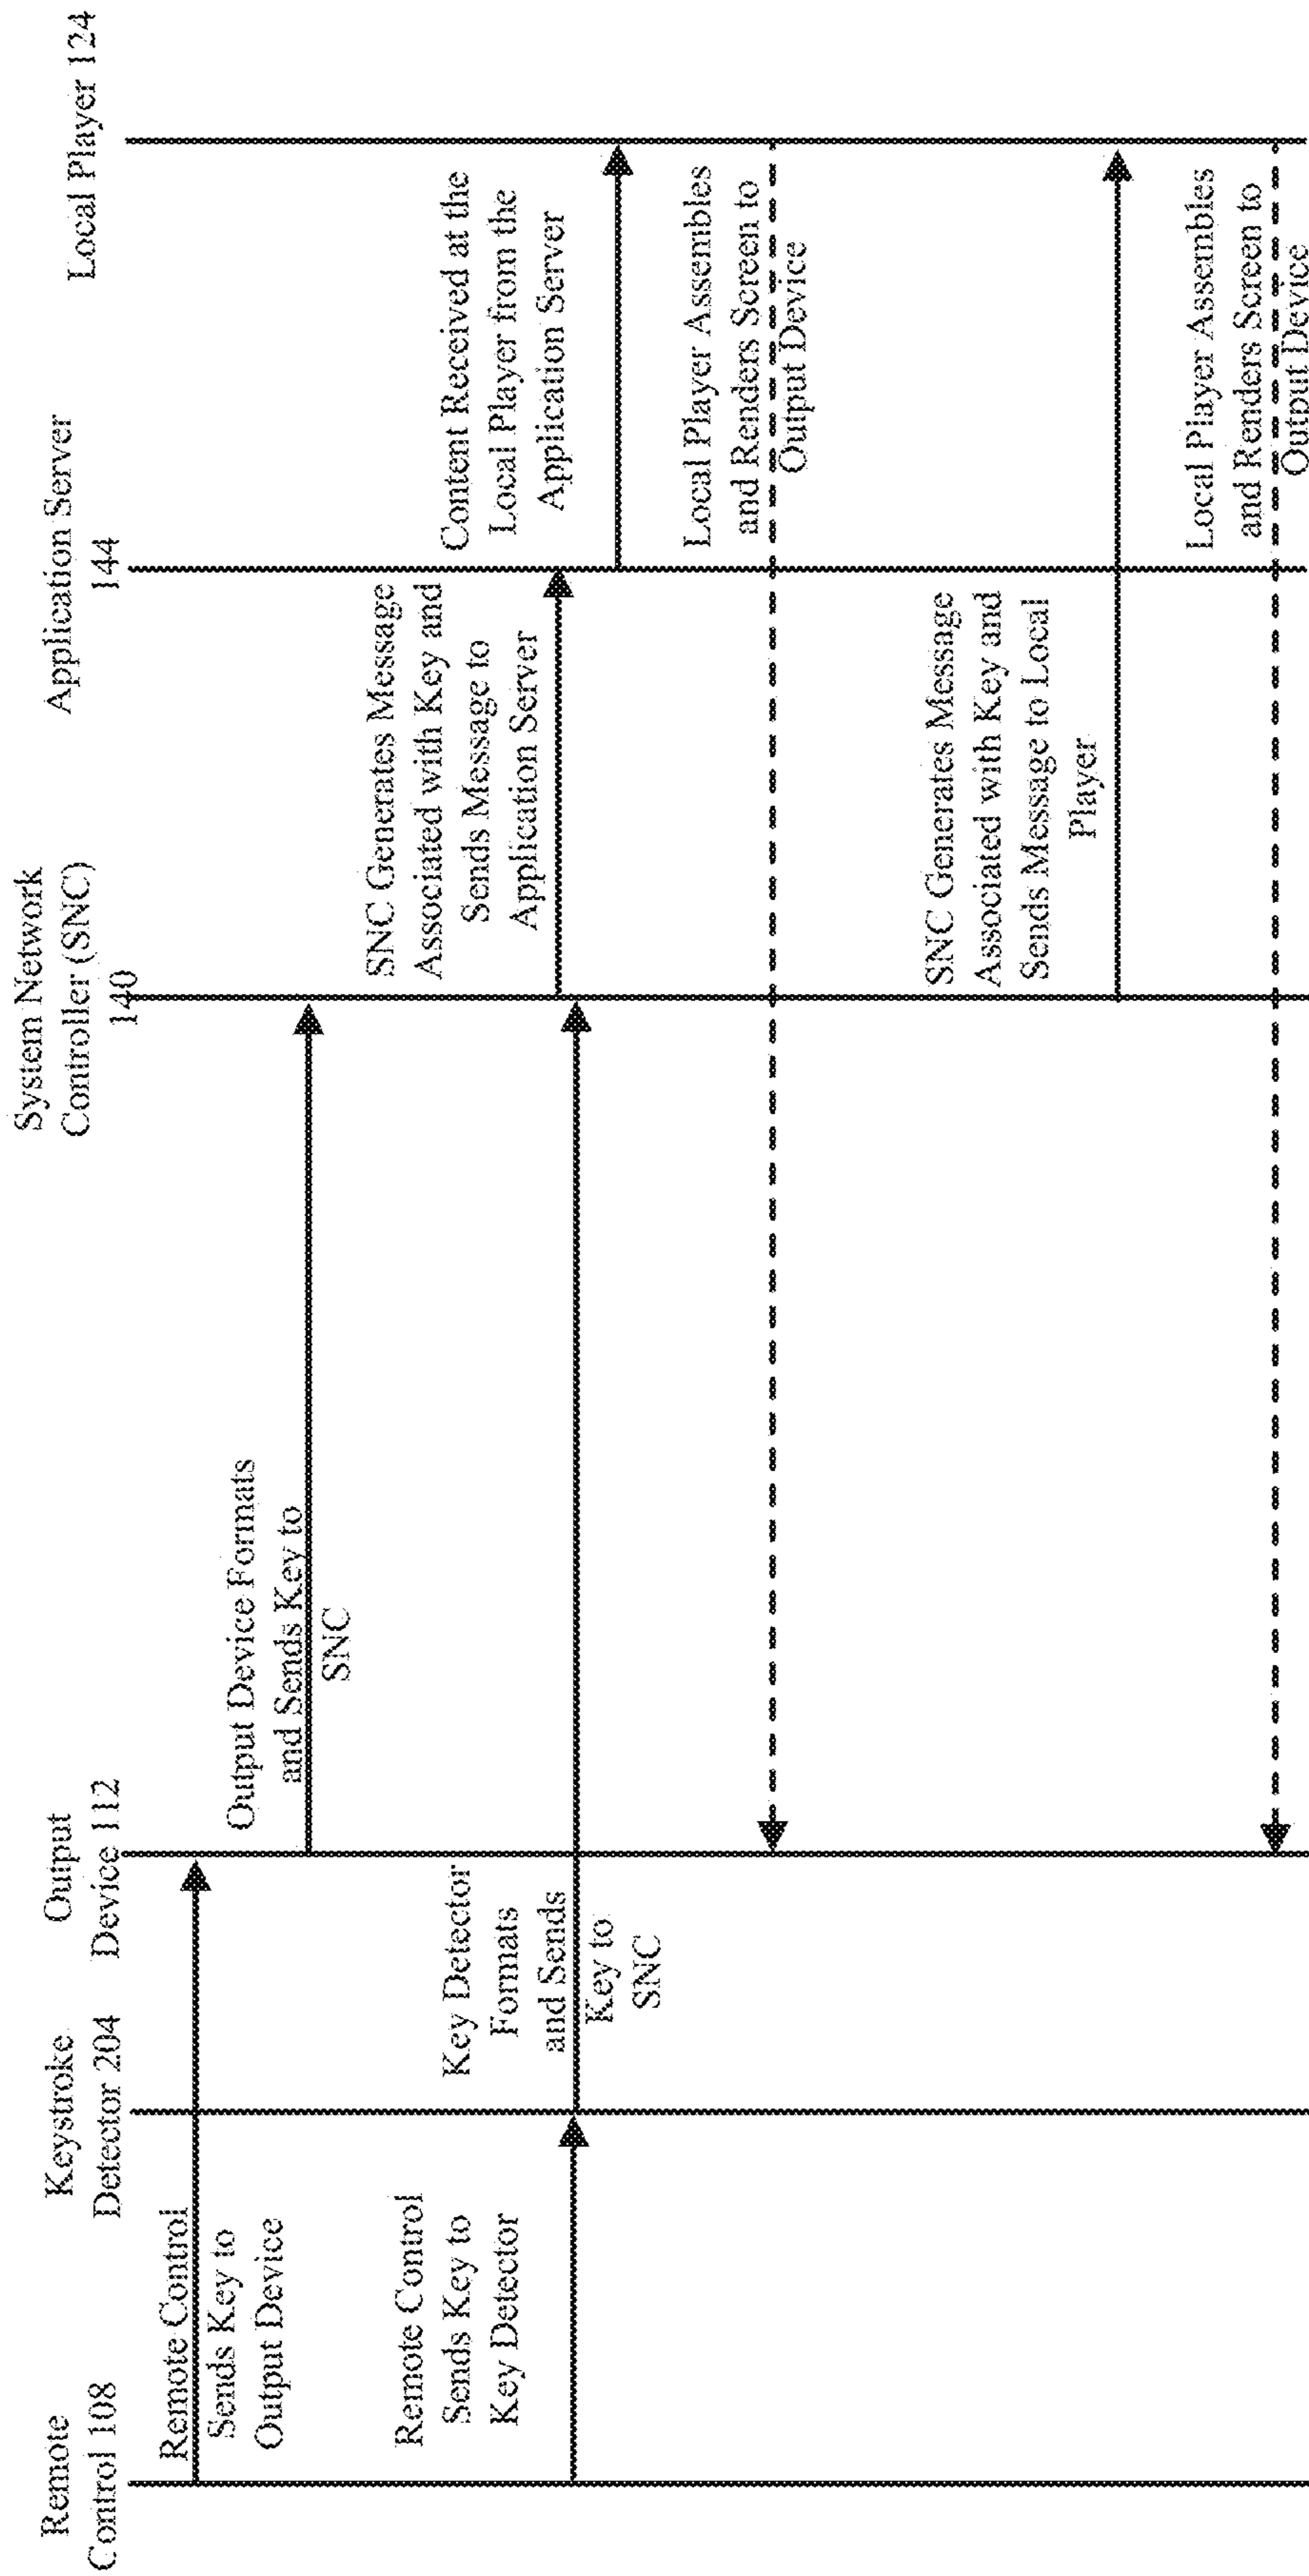 Remote
Control 108
Keystroke
Detector 204
Output
Device 112
System Network
Controller (SNC)
140
Application Server
144
Local Player 124
Remote Control
Sends Key to
Output Device
Output Device Formats
and Sends Key to
SNC
Remote Control
Sends Key to
Key Detector
Key Detector
Formats
and Sends
Key to
SNC
SNC Generates Message
Associated with Key and
Sends Message to
Application Server
Content Received at the
Local Player from the
Application Server
Local Player Assembles
and Renders Screen to
Output Device
SNC Generates Message
Associated with Key and
Sends Message to Local
Player
Local Player Assembles
and Renders Screen to
Output Device